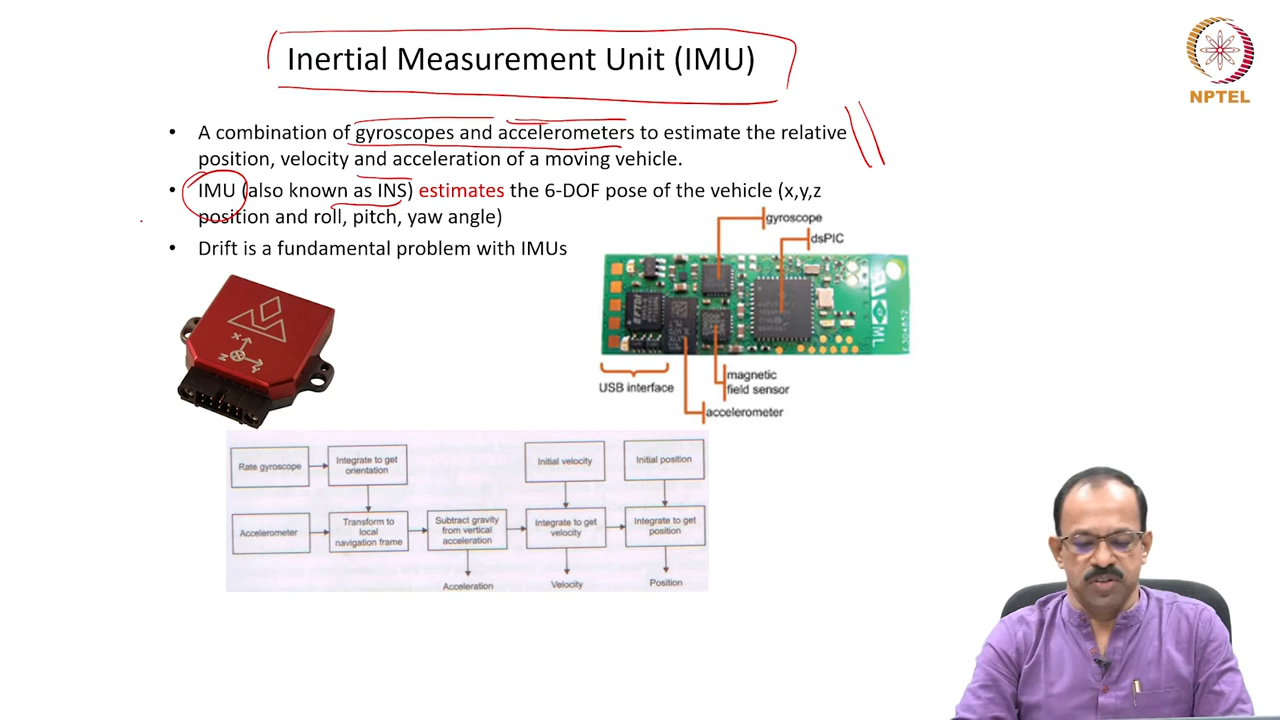 Inertial Measurement Unit (IMU)
NPTEL
• A combination of gyroscopes and accelerometers to estimate the relative
position, velocity and acceleration of a moving vehicle.
• IMU (also known as INS) estimates the 6-DOF pose of the vehicle (x,y,z
position and roll, pitch, yaw angle)
• Drift is a fundamental problem with IMUs
gyroscope
dsPIC
X
Y
Z
FTDI
ML
USB interface
magnetic
field sensor
accelerometer
Rate gyroscope
Integrate to get
orientation
Initial velocity
Initial position
Accelerometer
Transform to
local
navigation frame
Subtract gravity
from vertical
acceleration
Integrate to get
velocity
Integrate to get
position
Acceleration
Velocity
Position